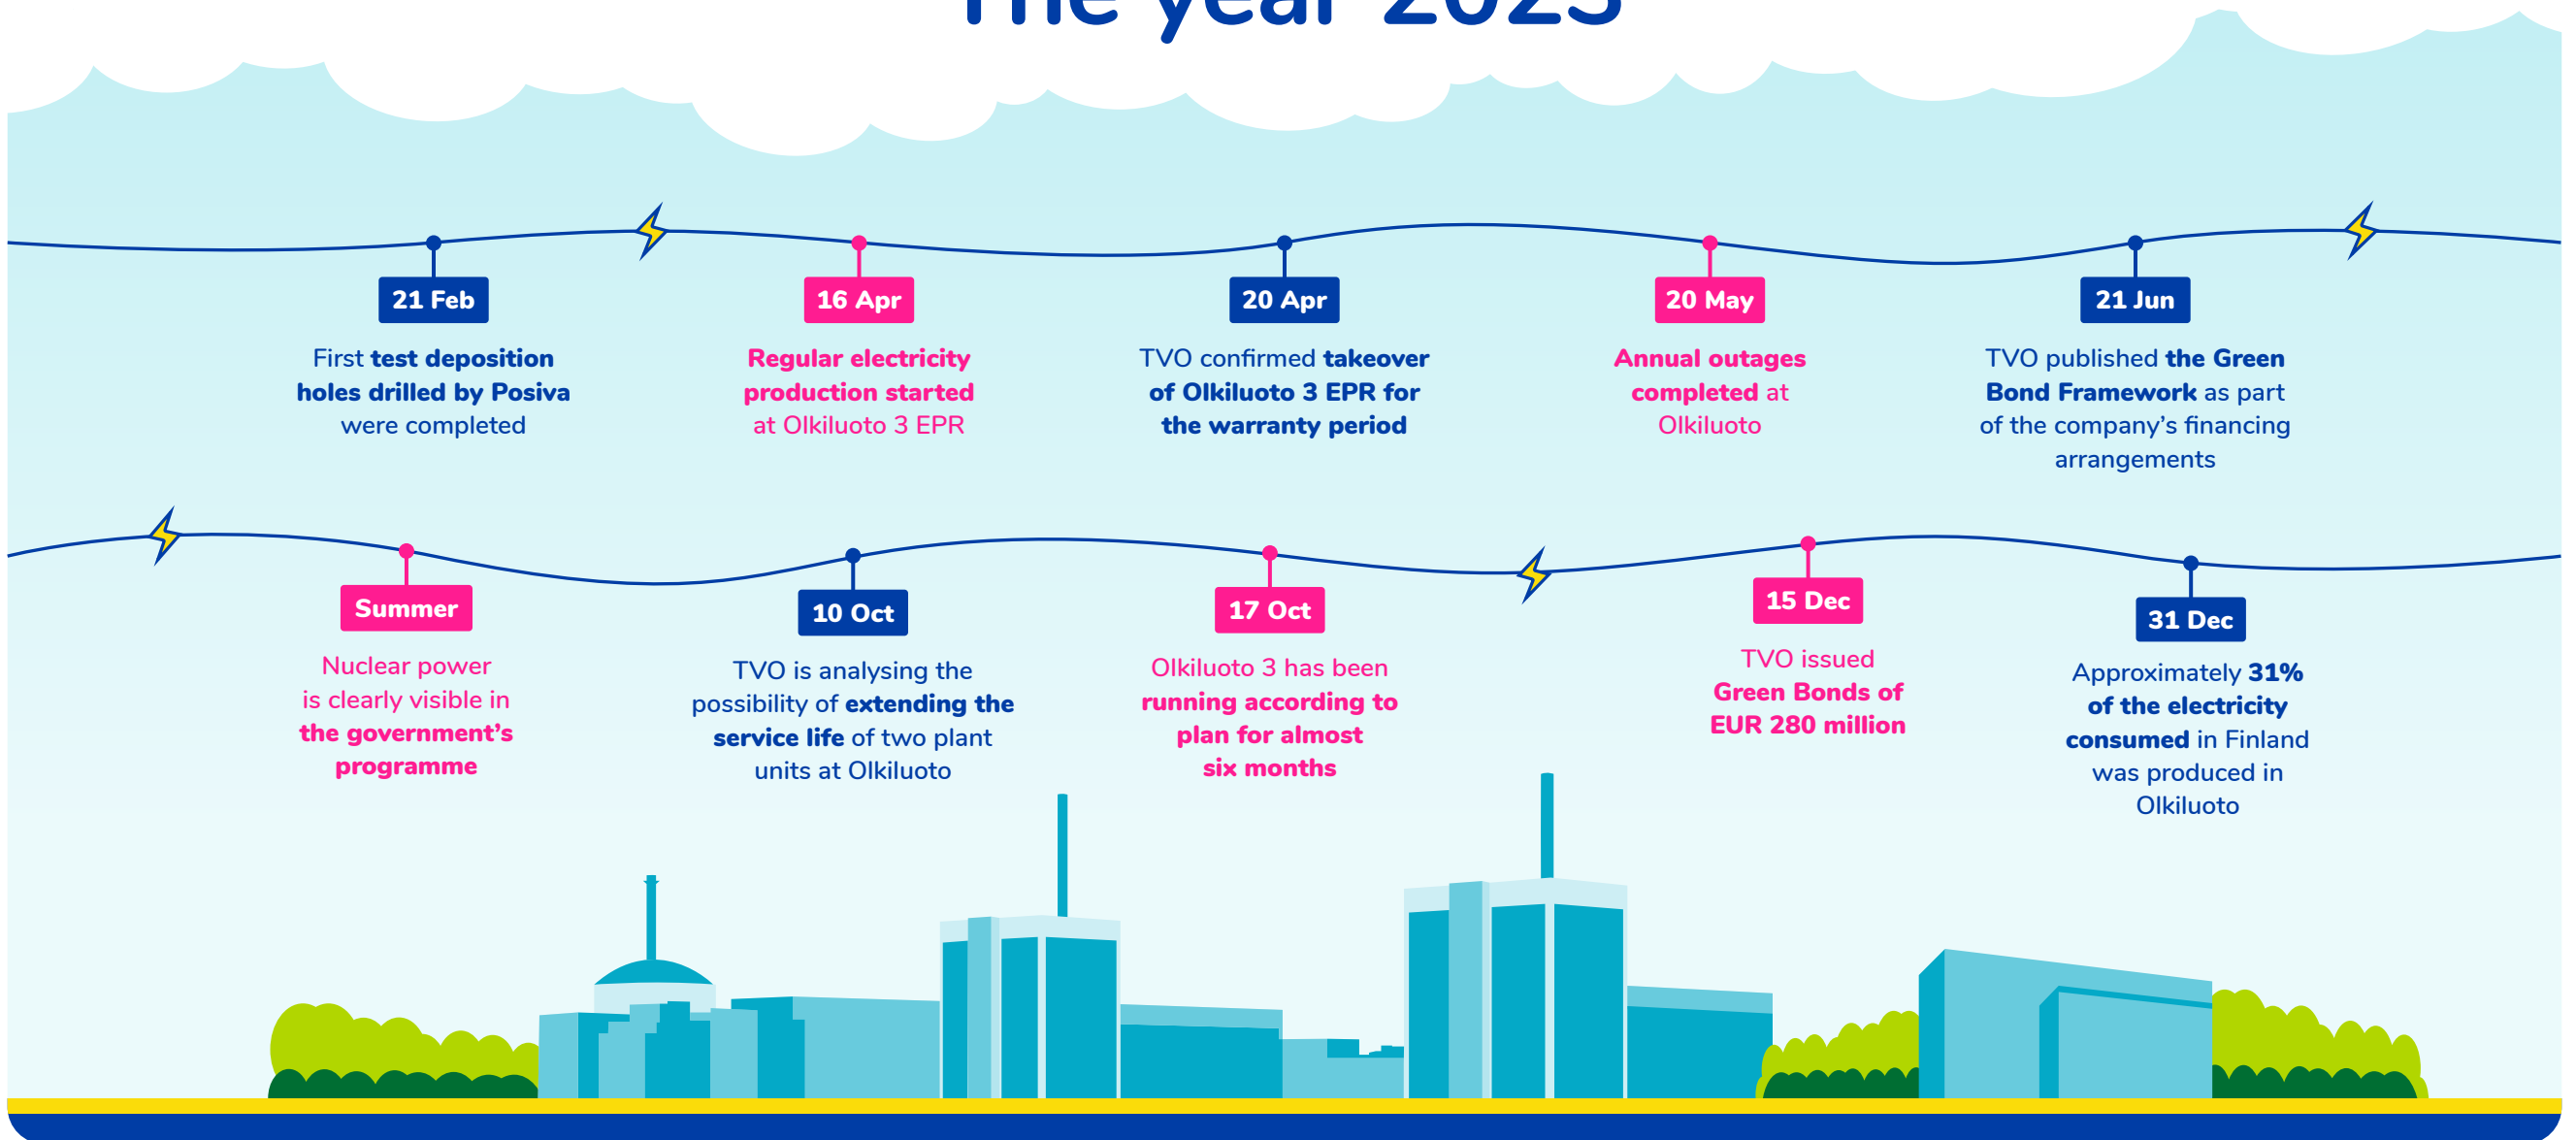 The year 2023
21 Feb
First test deposition
holes drilled by Posiva
were completed
16 Apr
Regular electricity
production started
at Olkiluoto 3 EPR
20 Apr
TVO confirmed takeover
of Olkiluoto 3 EPR for
the warranty period
20 May
Annual outages
completed at
Olkiluoto
21 Jun
TVO published the Green
Bond Framework as part
of the company’s financing
arrangements
Summer
Nuclear power
is clearly visible in
the government’s
programme
10 Oct
TVO is analysing the
possibility of extending the
service life of two plant
units at Olkiluoto
17 Oct
Olkiluoto 3 has been
running according to
plan for almost
six months
15 Dec
TVO issued
Green Bonds of
EUR 280 million
31 Dec
Approximately 31%
of the electricity
consumed in Finland
was produced in
Olkiluoto